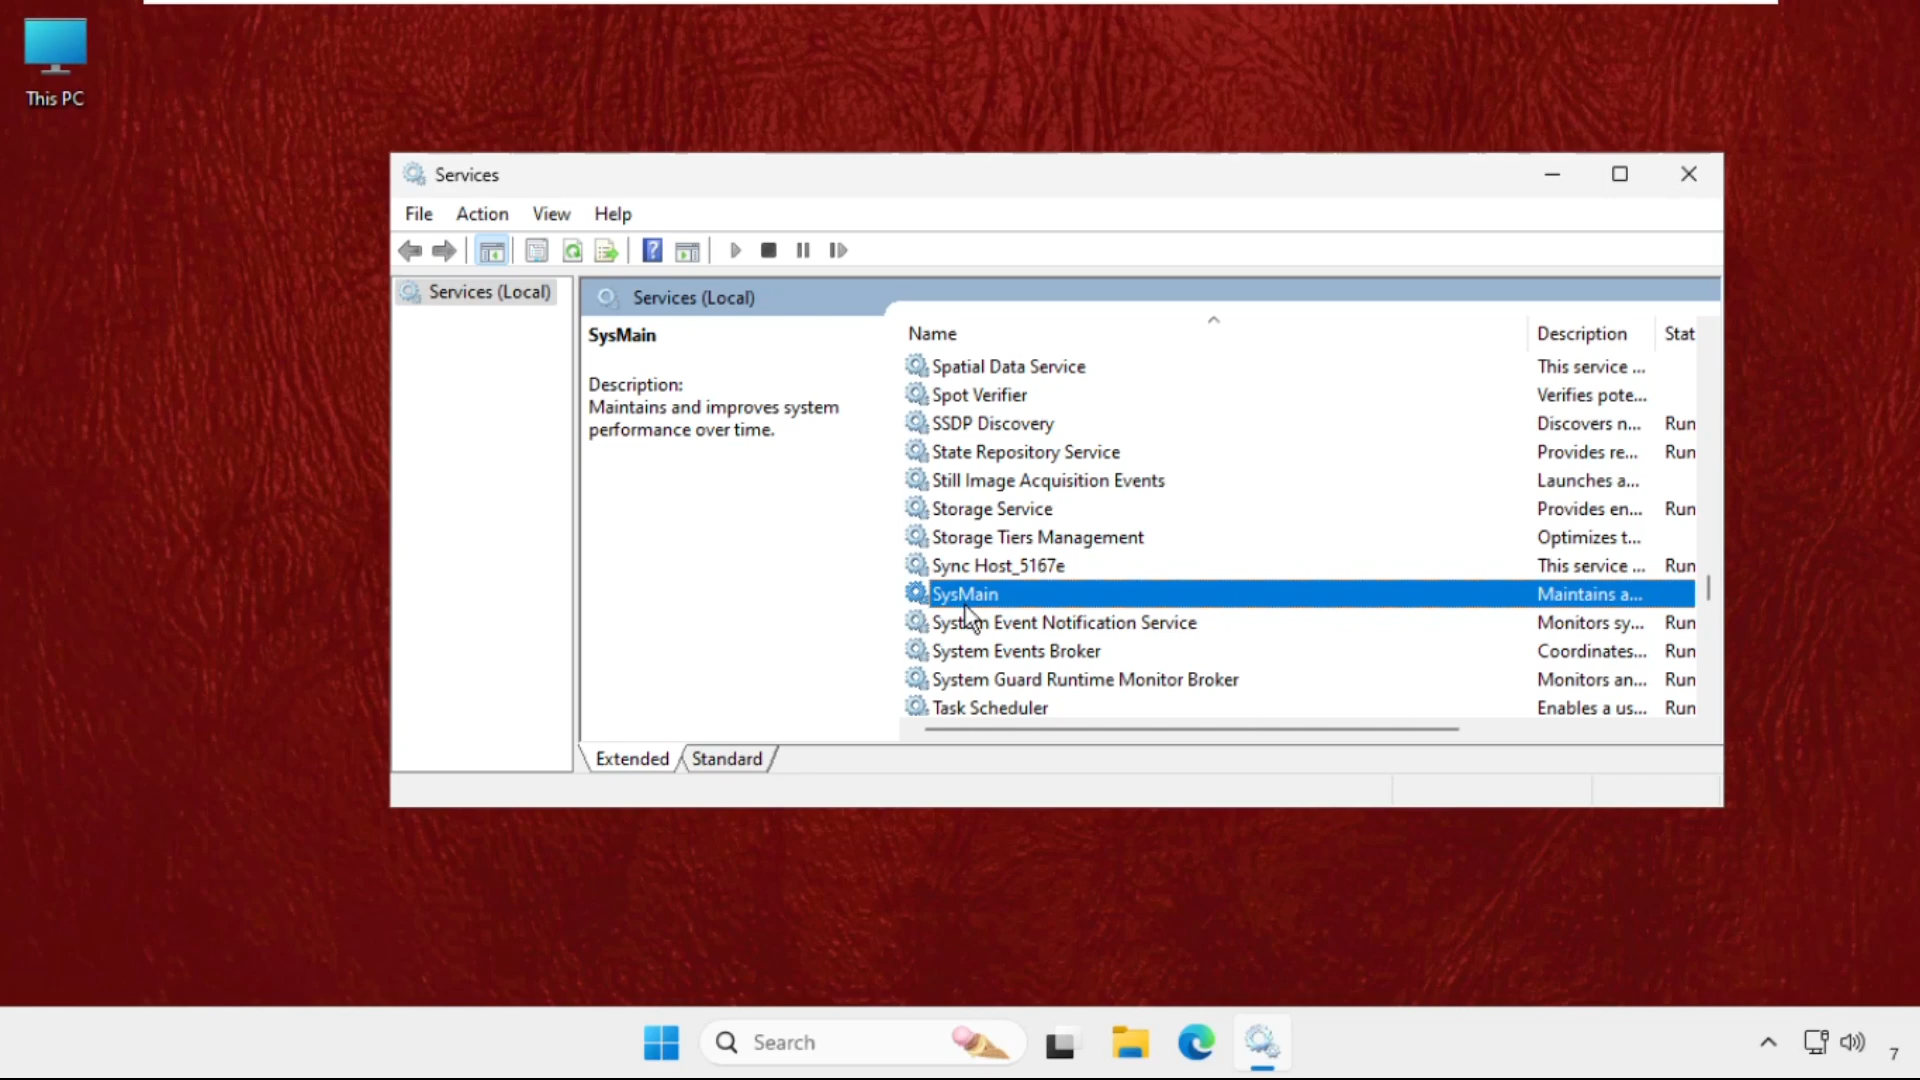 This PC
Services
File Action View Help
Services (Local)
Services (Local)
SysMain
Description:
Maintains and improves system
performance over time.
Name Description Stat
Spatial Data Service This service ...
Spot Verifier Verifies pote...
SSDP Discovery Discovers n... Run
State Repository Service Provides re... Run
Still Image Acquisition Events Launches a...
Storage Service Provides en... Run
Storage Tiers Management Optimizes t...
Sync Host_5167e This service ... Run
SysMain Maintains a...
System Event Notification Service Monitors sy... Run
System Events Broker Coordinates... Run
System Guard Runtime Monitor Broker Monitors an... Run
Task Scheduler Enables a us... Run
Extended Standard
Search
7